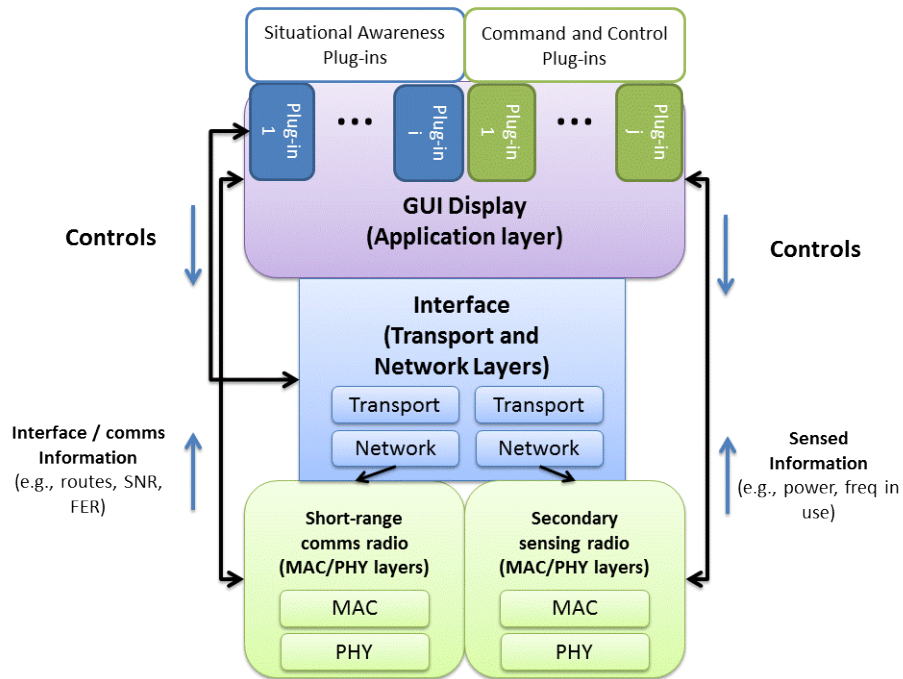 Situational Awareness
Plug-ins
Command and Control
Plug-ins
Plug-in
1
...
Plug-in
i
Plug-in
1
...
Plug-in
j
GUI Display
(Application layer)
Controls
Controls
Interface
(Transport and
Network Layers)
Transport
Transport
Network
Network
Interface / comms
Information
(e.g., routes, SNR,
FER)
Sensed
Information
(e.g., power, freq in
use)
Short-range
comms radio
(MAC/PHY layers)
MAC
PHY
Secondary
sensing radio
(MAC/PHY layers)
MAC
PHY